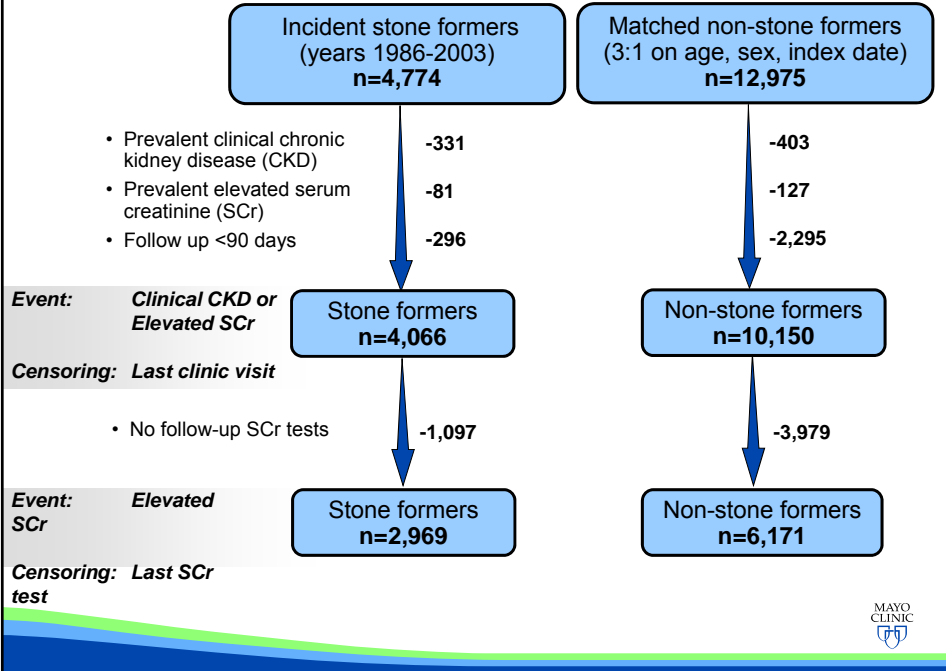 Incident stone formers
(years 1986-2003)
n=4,774
Matched non-stone formers
(3:1 on age, sex, index date)
n=12,975
• Prevalent clinical chronic
kidney disease (CKD)
-331
-403
• Prevalent elevated serum
creatinine (SCr)
-81
-127
• Follow up <90 days
-296
-2,295
Event: Clinical CKD or
Elevated SCr
Censoring: Last clinic visit
Stone formers
n=4,066
Non-stone formers
n=10,150
• No follow-up SCr tests
-1,097
-3,979
Event: Elevated
SCr
Censoring: Last SCr
test
Stone formers
n=2,969
Non-stone formers
n=6,171
MAYO
CLINIC